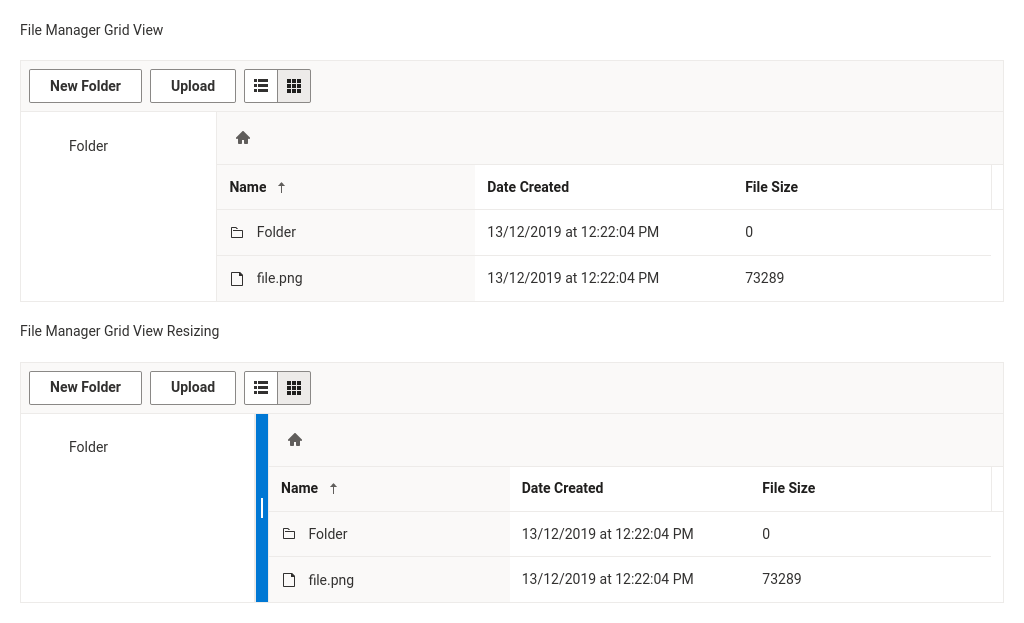 File Manager Grid View
New Folder Upload
Folder
Name Date Created File Size
Folder 13/12/2019 at 12:22:04 PM 0
file.png 13/12/2019 at 12:22:04 PM 73289
File Manager Grid View Resizing
New Folder Upload
Folder
Name Date Created File Size
Folder 13/12/2019 at 12:22:04 PM 0
file.png 13/12/2019 at 12:22:04 PM 73289